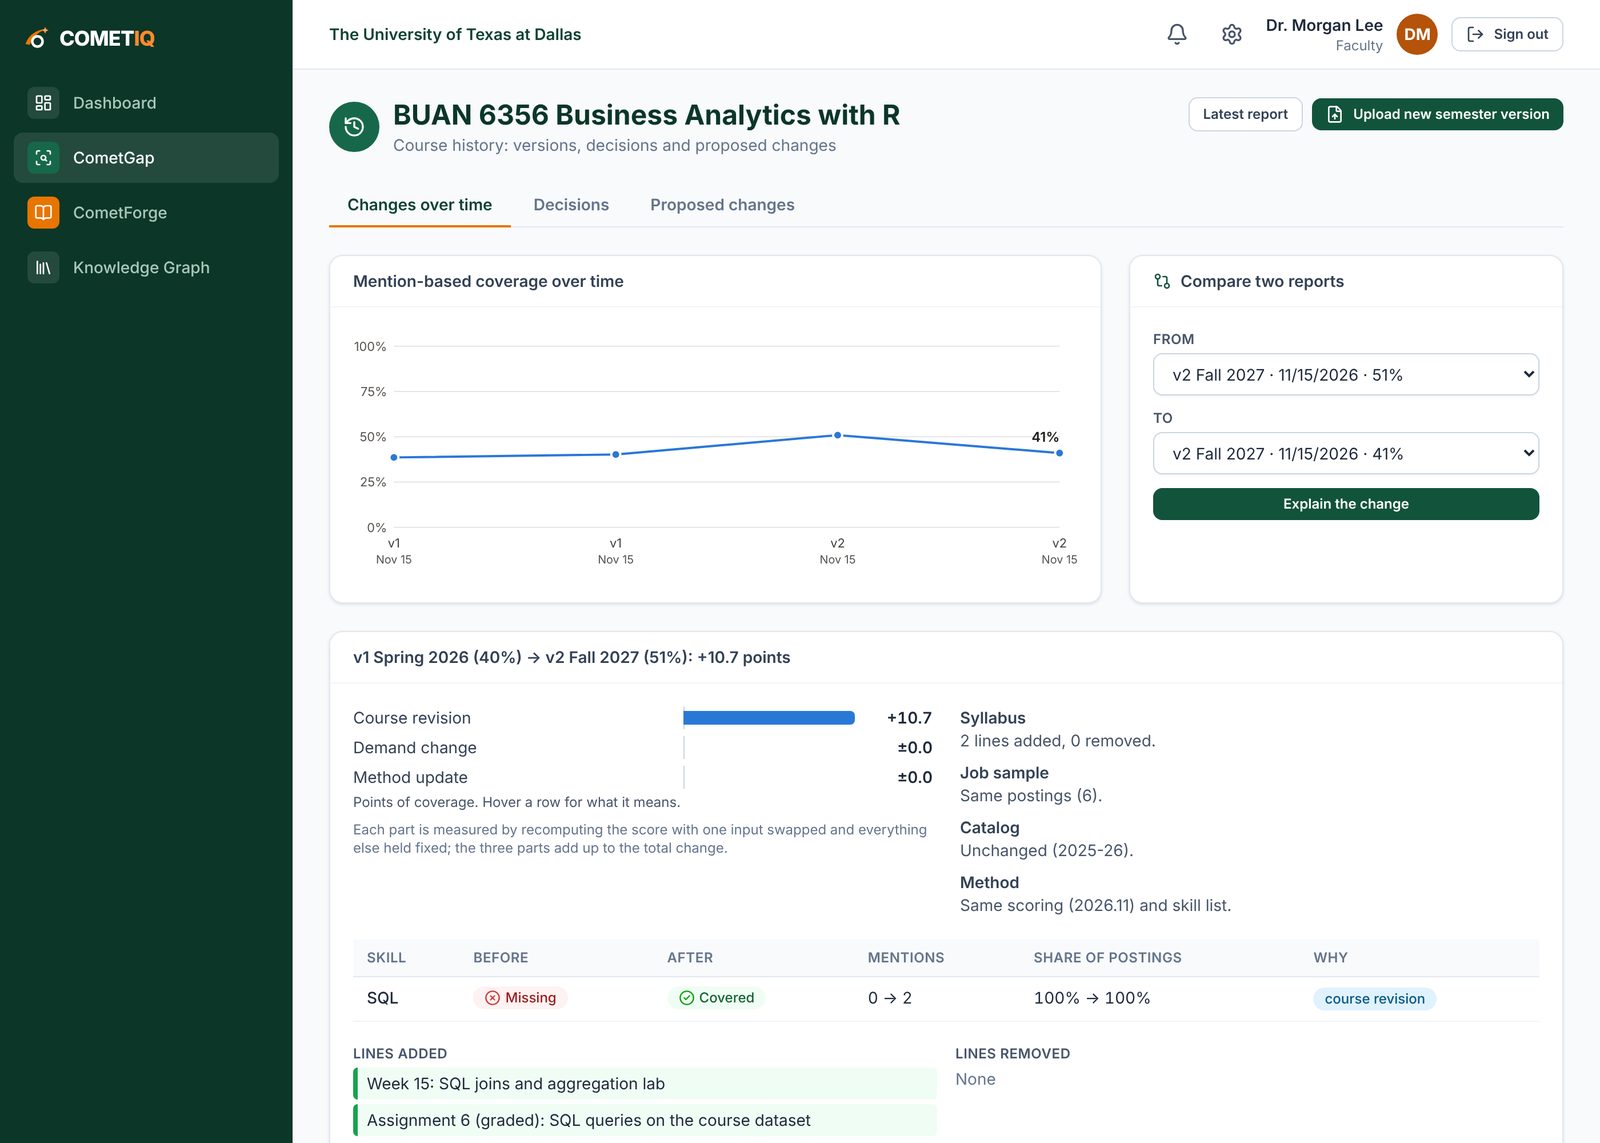 COMETIQ
Dashboard
CometGap
CometForge
Knowledge Graph
The University of Texas at Dallas
Dr. Morgan Lee
Faculty
DM
Sign out
BUAN 6356 Business Analytics with R
Course history: versions, decisions and proposed changes
Latest report
Upload new semester version
Changes over time
Decisions
Proposed changes
Mention-based coverage over time
100%
75%
50%
25%
0%
41%
v1
Nov 15
v1
Nov 15
v2
Nov 15
v2
Nov 15
Compare two reports
FROM
v2 Fall 2027 · 11/15/2026 · 51%
TO
v2 Fall 2027 · 11/15/2026 · 41%
Explain the change
v1 Spring 2026 (40%) → v2 Fall 2027 (51%): +10.7 points
Course revision +10.7
Demand change ±0.0
Method update ±0.0
Points of coverage. Hover a row for what it means.
Each part is measured by recomputing the score with one input swapped and everything
else held fixed; the three parts add up to the total change.
Syllabus
2 lines added, 0 removed.
Job sample
Same postings (6).
Catalog
Unchanged (2025-26).
Method
Same scoring (2026.11) and skill list.
SKILL BEFORE AFTER MENTIONS SHARE OF POSTINGS WHY
SQL Missing Covered 0 → 2 100% → 100% course revision
LINES ADDED
Week 15: SQL joins and aggregation lab
Assignment 6 (graded): SQL queries on the course dataset
LINES REMOVED
None